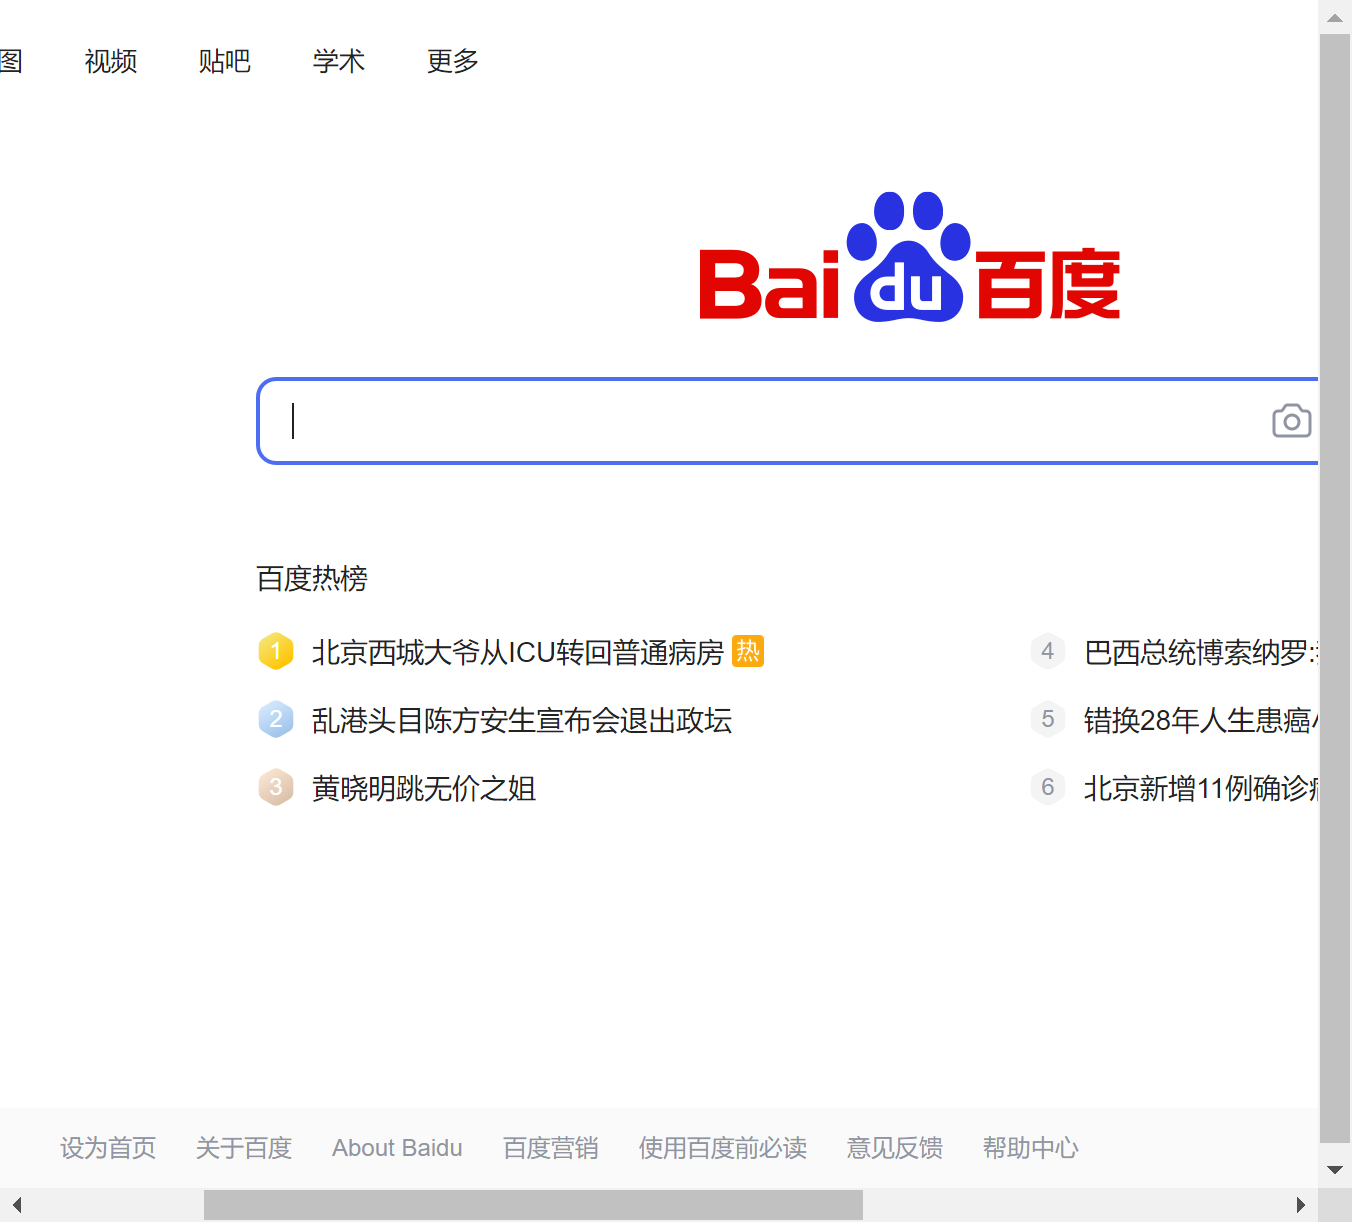 图 视频 贴吧 学术 更多
Baidu百度
百度热榜
1 北京西城大爷从ICU转回普通病房 热
2 乱港头目陈方安生宣布会退出政坛
3 黄晓明跳无价之姐
4 巴西总统博索纳罗:
5 错换28年人生患癌
6 北京新增11例确诊
设为首页 关于百度 About Baidu 百度营销 使用百度前必读 意见反馈 帮助中心